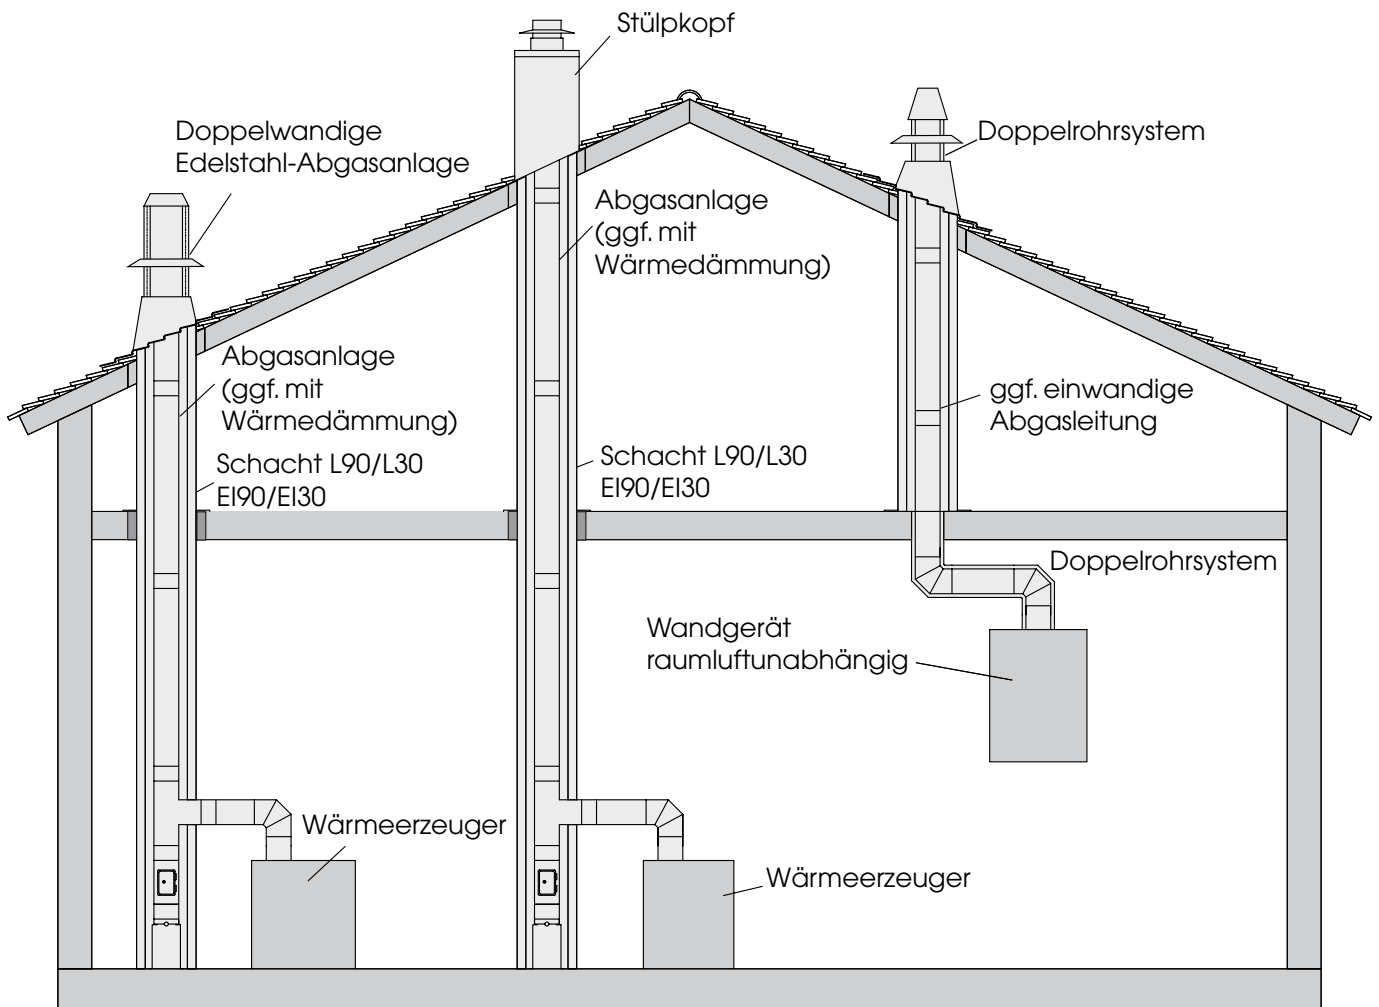 Stülpkopf
Doppelwandige
Edelstahl-Abgasanlage
Doppelrohrsystem
Abgasanlage
(ggf. mit
Wärmedämmung)
Abgasanlage
(ggf. mit
Wärmedämmung)
ggf. einwandige
Abgasleitung
Schacht L90/L30
EI90/EI30
Schacht L90/L30
EI90/EI30
Doppelrohrsystem
Wandgerät
raumluftunabhängig
Wärmeerzeuger
Wärmeerzeuger